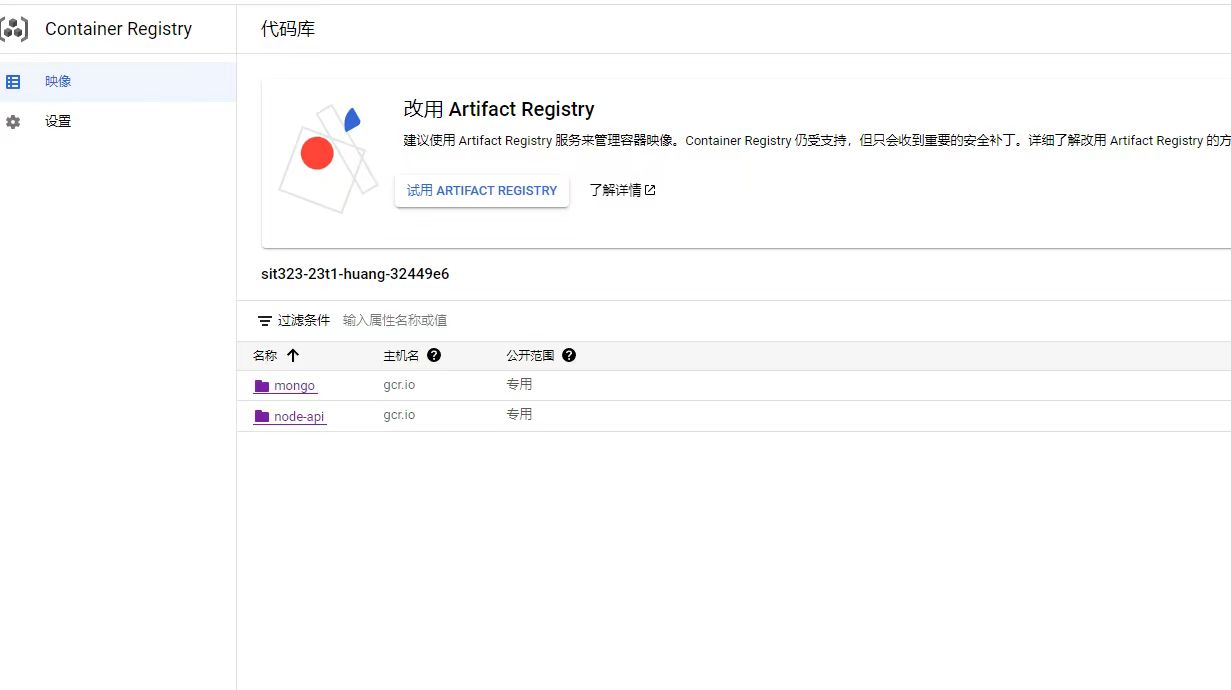 Container Registry
代码库
映像
设置
改用 Artifact Registry
建议使用 Artifact Registry 服务来管理容器映像。Container Registry 仍受支持，但只会收到重要的安全补丁。详细了解改用 Artifact Registry 的方
试用 ARTIFACT REGISTRY
了解详情
sit323-23t1-huang-32449e6
过滤条件 输入属性名称或值
名称 主机名 公开范围
mongo gcr.io 专用
node-api gcr.io 专用